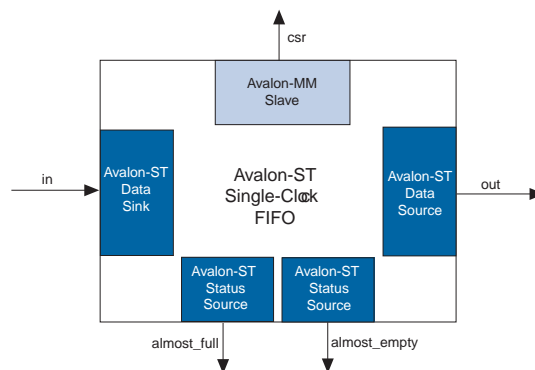 csr
Avalon-MM
Slave
Avalon-ST
Data
Sink
in
Avalon-ST
Single-Clock
FIFO
Avalon-ST
Data
Source
out
Avalon-ST
Status
Source
Avalon-ST
Status
Source
almost_full
almost_empty